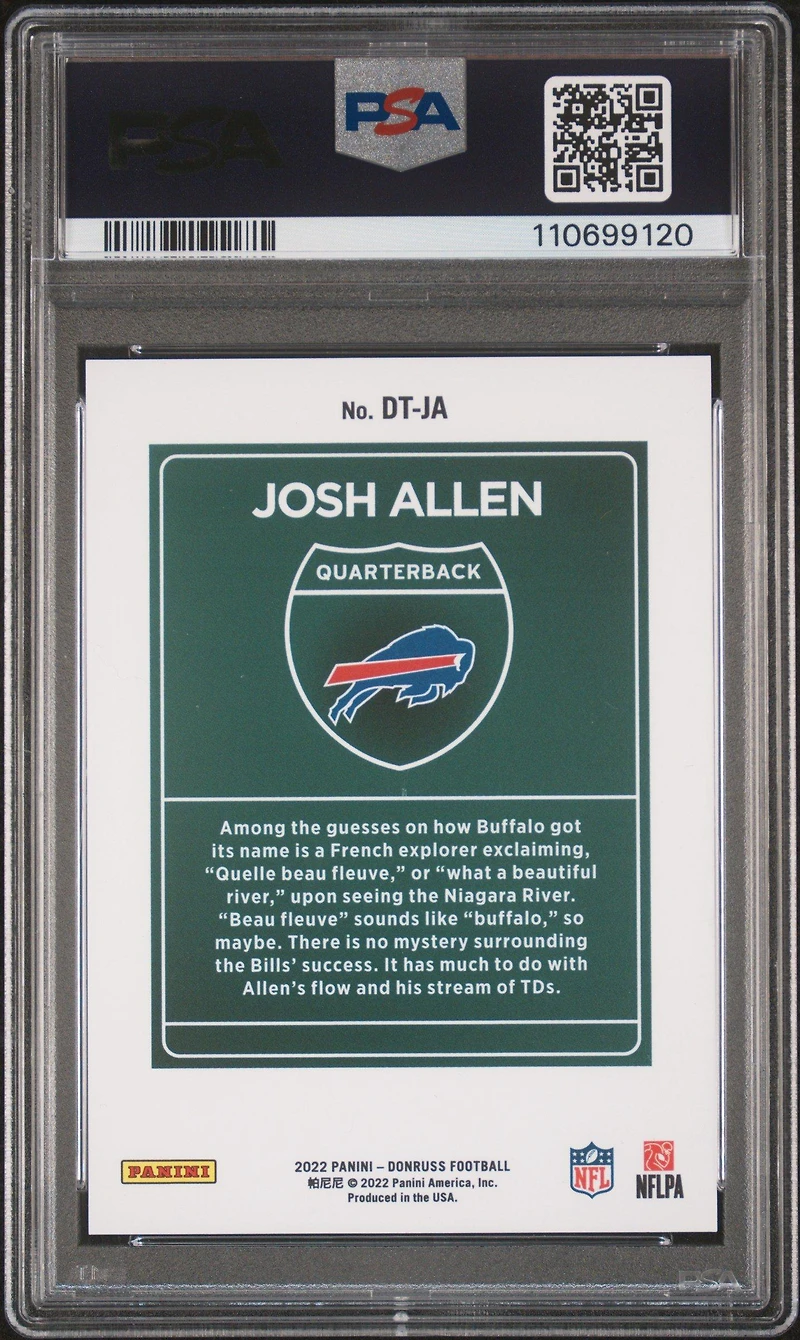 PSA
PSA
110699120
No. DT-JA
JOSH ALLEN
QUARTERBACK
Among the guesses on how Buffalo got
its name is a French explorer exclaiming,
“Quelle beau fleuve,” or “what a beautiful
river,” upon seeing the Niagara River.
“Beau fleuve” sounds like “buffalo,” so
maybe. There is no mystery surrounding
the Bills’ success. It has much to do with
Allen’s flow and his stream of TDs.
PANINI
2022 PANINI – DONRUSS FOOTBALL
帕尼尼 © 2022 Panini America, Inc.
Produced in the USA.
NFL
NFLPA
PSA